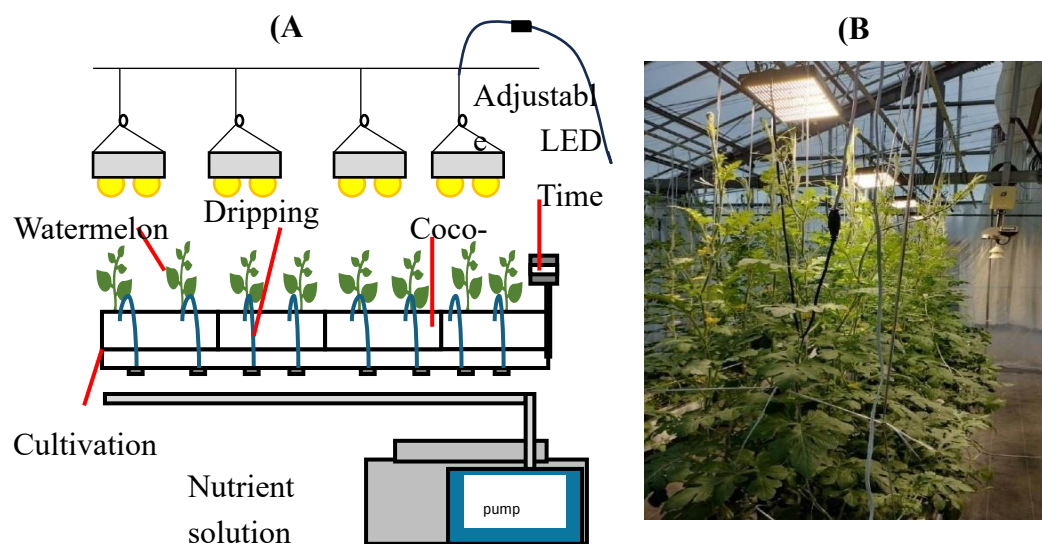 (A
(B
Adjustabl
e
LED
Time
Watermelon
Dripping
Coco-
Cultivation
Nutrient
solution
pump